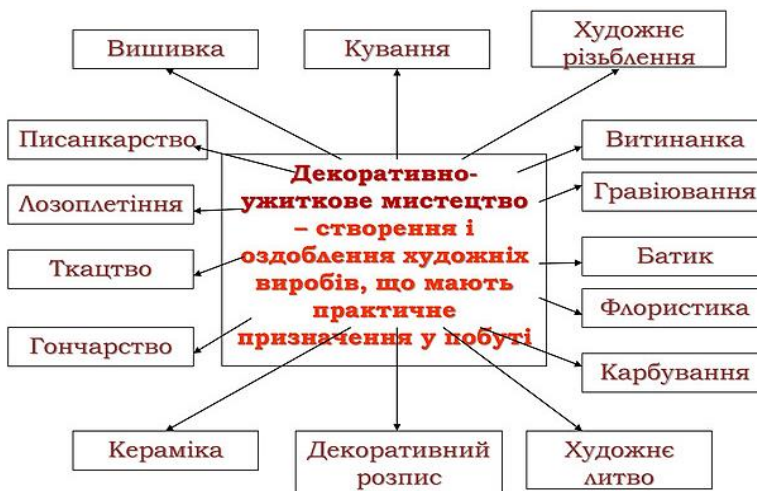 Вишивка
Кування
Художнє
різьблення
Писанкарство
Лозоплетіння
Ткацтво
Гончарство
Декоративно-
ужиткове мистецтво
– створення і
оздоблення художніх
виробів, що мають
практичне
призначення у побуті
Витинанка
Гравіювання
Батик
Флористика
Карбування
Кераміка
Декоративний
розпис
Художнє
литво